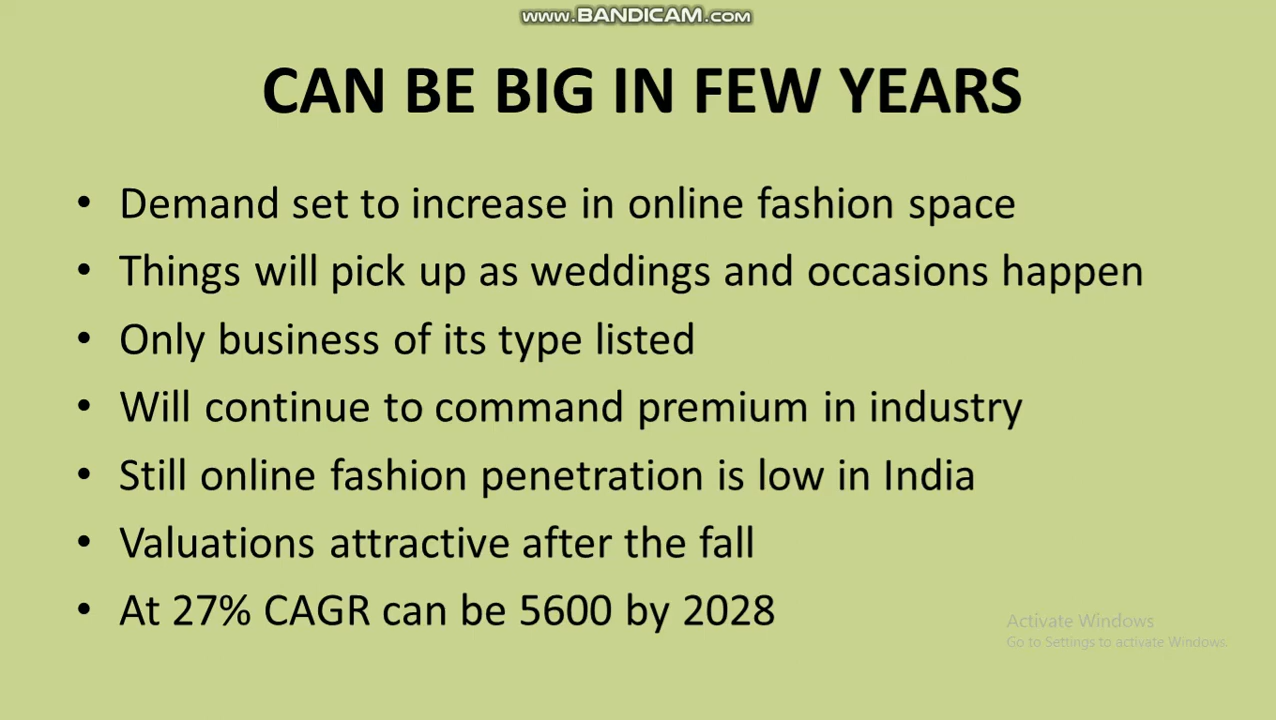 www.BANDICAM.com
CAN BE BIG IN FEW YEARS
• Demand set to increase in online fashion space
• Things will pick up as weddings and occasions happen
• Only business of its type listed
• Will continue to command premium in industry
• Still online fashion penetration is low in India
• Valuations attractive after the fall
• At 27% CAGR can be 5600 by 2028
Activate Windows
Go to Settings to activate Windows.